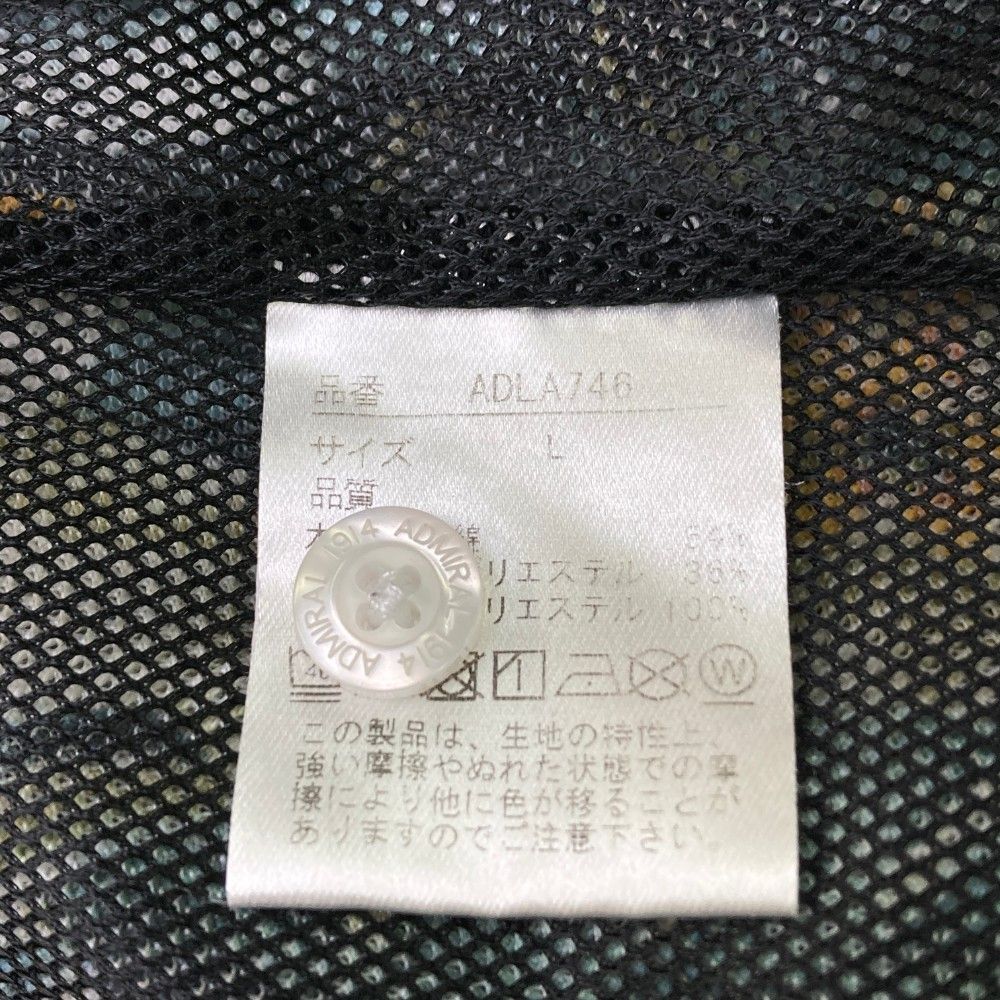 品番 ADLA746
サイズ L
品質
綿
リエステル
リエステル 100%
ADMIRAL 1914 ADMIRAL 1914
40
W
この製品は、生地の特性上、
強い摩擦やぬれた状態での摩
擦により他に色が移ることが
ありますのでご注意下さい。